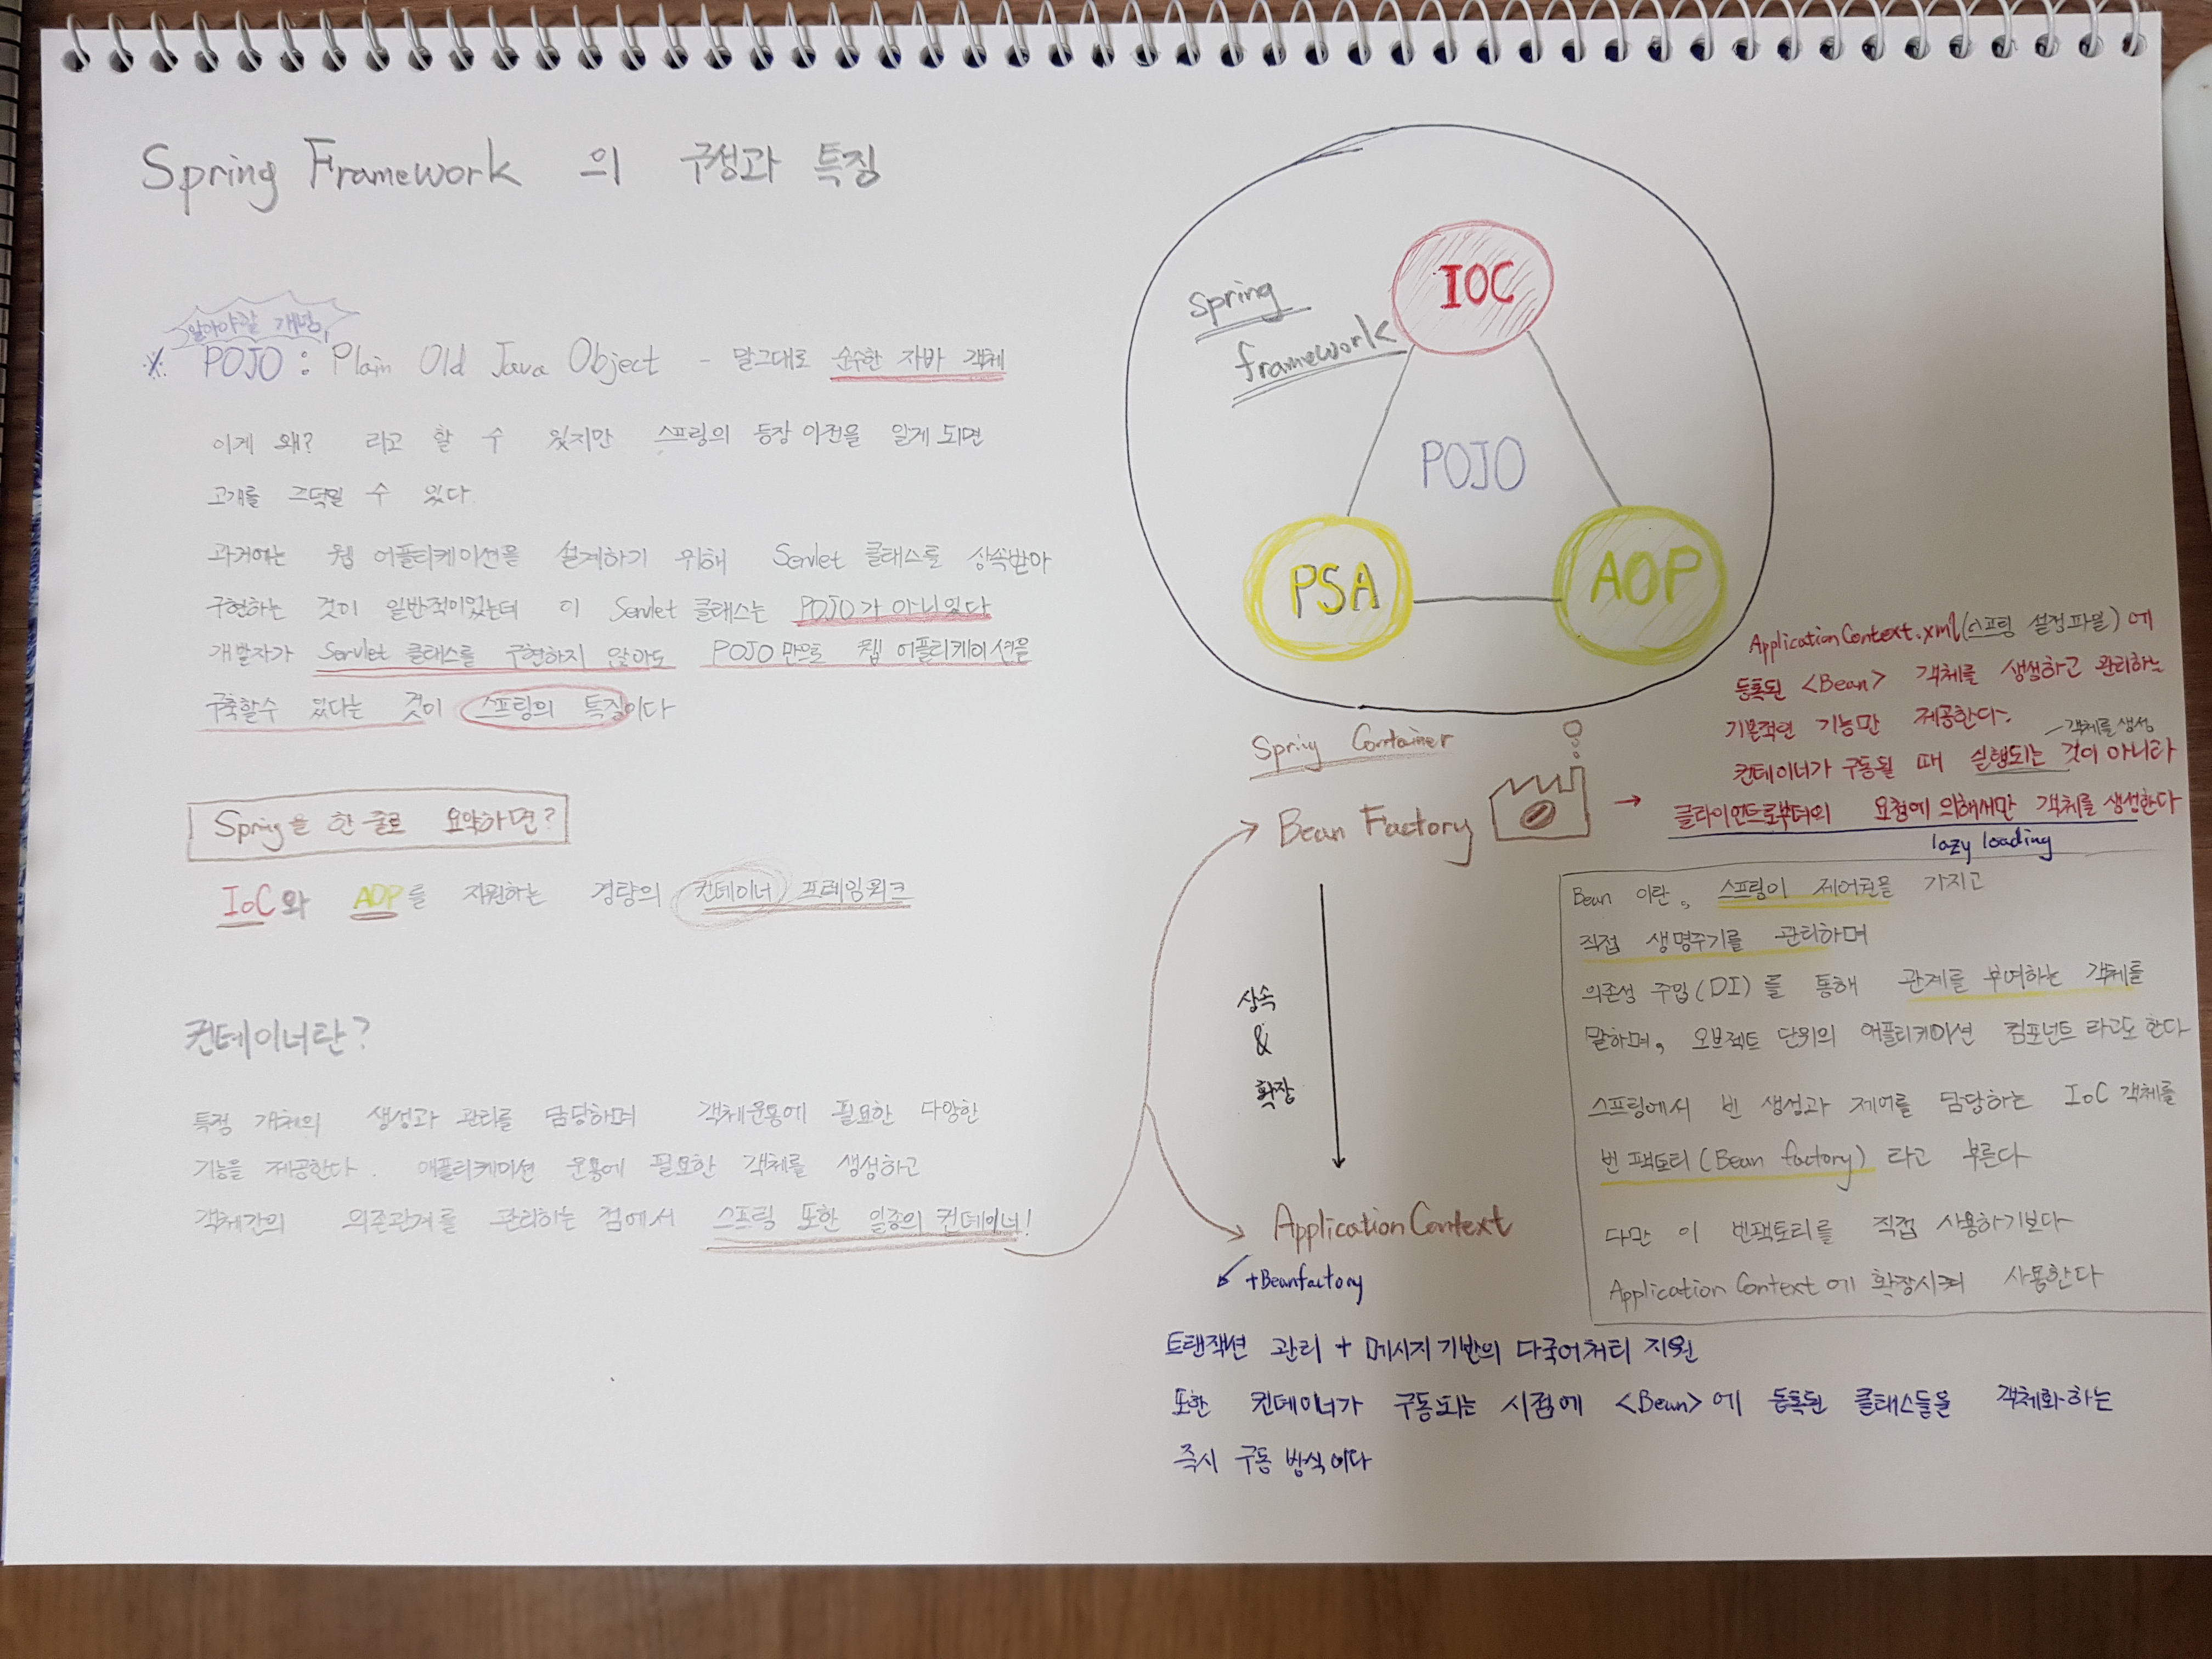 Spring Framework 의 구성과 특징
알아야할 개념!
※ POJO : Plain Old Java Object - 말 그대로 순수한 자바 객체
이게 왜? 라고 할 수 있지만 스프링의 등장 이전을 알게되면
고개를 끄덕일 수 있다.
과거에는 웹 어플리케이션을 설계하기 위해 Servlet 클래스를 상속받아
구현하는 것이 일반적이었는데 이 Servlet 클래스는 POJO가 아니었다
개발자가 Servlet 클래스를 구현하지 않아도 POJO만으로 웹 어플리케이션을
구축할수 있다는 것이 스프링의 특징이다
Spring을 한 줄로 요약하면?
IoC와 AOP를 지원하는 경량의 컨테이너 프레임워크
컨테이너란?
특정 객체의 생성과 관리를 담당하며 객체운용에 필요한 다양한
기능을 제공한다. 애플리케이션 운용에 필요한 객체를 생성하고
객체간의 의존관계를 관리하는 점에서 스프링 또한 일종의 컨테이너!
Spring
framework
IOC
POJO
PSA
AOP
Spring Container
Bean Factory
→
ApplicationContext.xml(스프링 설정파일)에
등록된 <Bean> 객체를 생성하고 관리하는
기본적인 기능만 제공한다.
객체를 생성
컨테이너가 구동될 때 실행되는 것이 아니라
클라이언트로부터의 요청에 의해서만 객체를 생성한다
lazy loading
상속
&
확장
Bean 이란, 스프링이 제어권을 가지고
직접 생명주기를 관리하며
의존성 주입(DI)를 통해 관계를 부여하는 객체를
말하며, 오브젝트 단위의 어플리케이션 컴포넌트 라고도 한다
스프링에서 빈 생성과 제어를 담당하는 IoC 객체를
빈 팩토리(Bean factory) 라고 부른다
다만 이 빈팩토리를 직접 사용하기보다
Application Context에 확장시켜 사용한다
ApplicationContext
+Beanfactory
트랜잭션 관리 + 메시지 기반의 다국어처리 지원
또한 컨테이너가 구동되는 시점에 <Bean>에 등록된 클래스들을 객체화하는
즉시 구동 방식이다